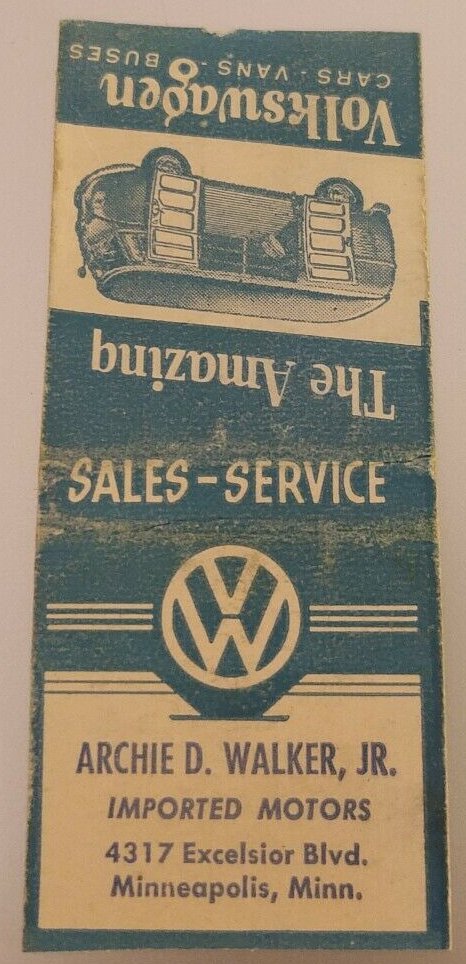 The Amazing
Volkswagen
CARS - VANS - BUSES
SALES - SERVICE
VW
ARCHIE D. WALKER, JR.
IMPORTED MOTORS
4317 Excelsior Blvd.
Minneapolis, Minn.